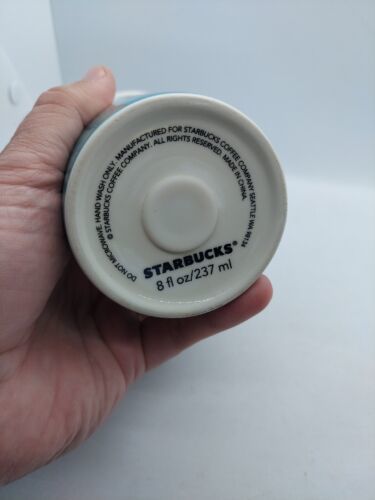 DO NOT MICROWAVE. HAND WASH ONLY. MANUFACTURED FOR STARBUCKS COFFEE COMPANY SEATTLE WA 98134
© STARBUCKS COFFEE COMPANY. ALL RIGHTS RESERVED. MADE IN CHINA.
STARBUCKS®
8 fl oz/237 ml